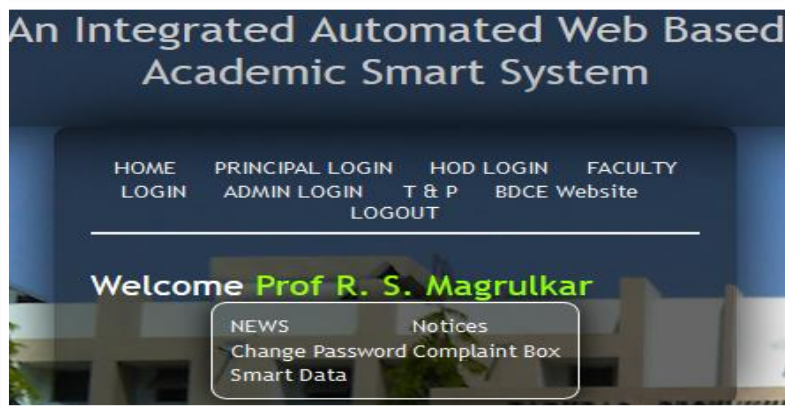 An Integrated Automated Web Based
Academic Smart System
HOME PRINCIPAL LOGIN HOD LOGIN FACULTY
LOGIN ADMIN LOGIN T & P BDCE Website
LOGOUT
Welcome Prof R. S. Magrulkar
NEWS Notices
Change Password Complaint Box
Smart Data